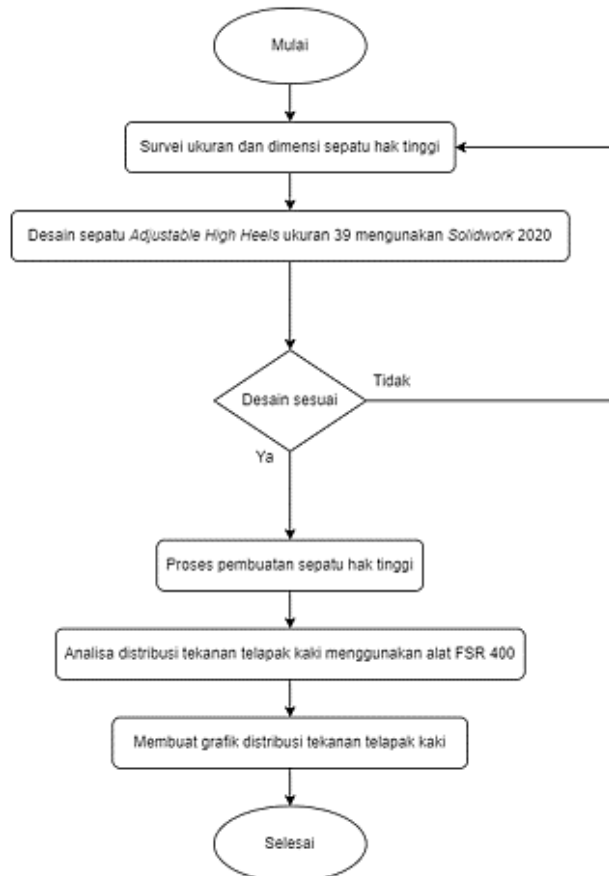 Mulai
Survei ukuran dan dimensi sepatu hak tinggi
Desain sepatu Adjustable High Heels ukuran 39 mengunakan Solidwork 2020
Desain sesuai
Tidak
Ya
Proses pembuatan sepatu hak tinggi
Analisa distribusi tekanan telapak kaki menggunakan alat FSR 400
Membuat grafik distribusi tekanan telapak kaki
Selesai